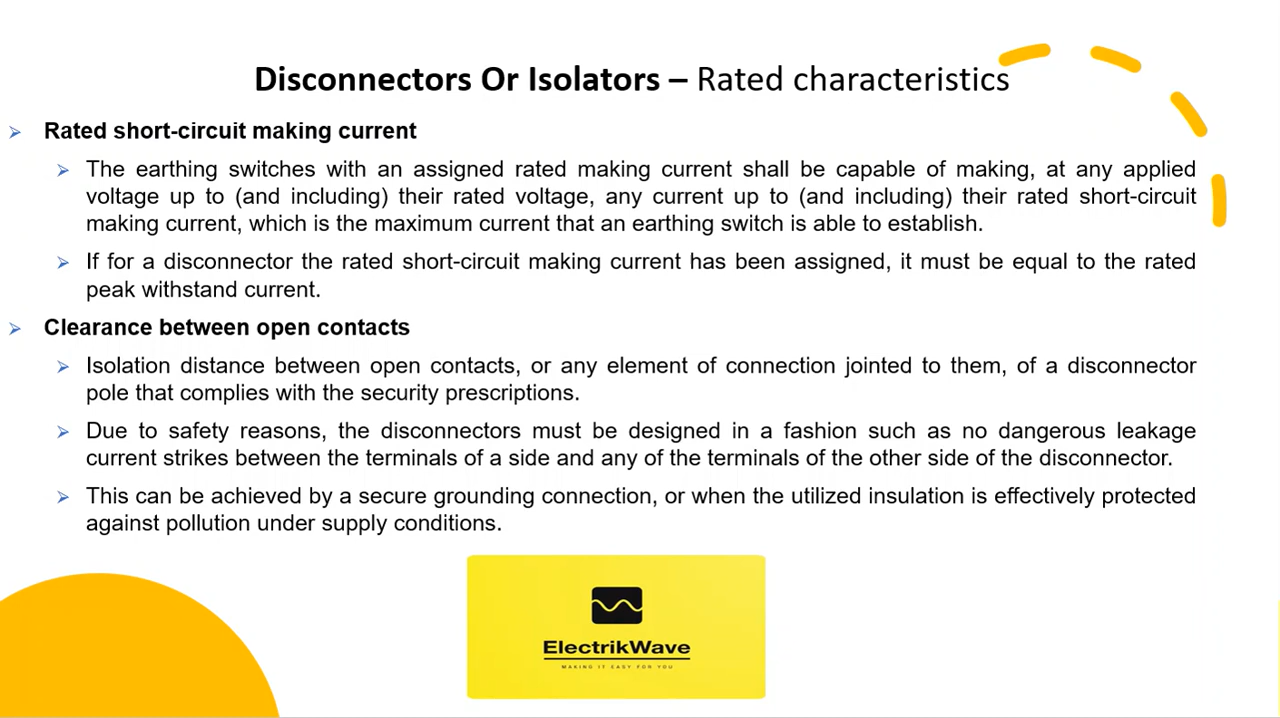 Disconnectors Or Isolators – Rated characteristics
Rated short-circuit making current
The earthing switches with an assigned rated making current shall be capable of making, at any applied
voltage up to (and including) their rated voltage, any current up to (and including) their rated short-circuit
making current, which is the maximum current that an earthing switch is able to establish.
If for a disconnector the rated short-circuit making current has been assigned, it must be equal to the rated
peak withstand current.
Clearance between open contacts
Isolation distance between open contacts, or any element of connection jointed to them, of a disconnector
pole that complies with the security prescriptions.
Due to safety reasons, the disconnectors must be designed in a fashion such as no dangerous leakage
current strikes between the terminals of a side and any of the terminals of the other side of the disconnector.
This can be achieved by a secure grounding connection, or when the utilized insulation is effectively protected
against pollution under supply conditions.
ElectrikWave
MAKING IT EASY FOR YOU